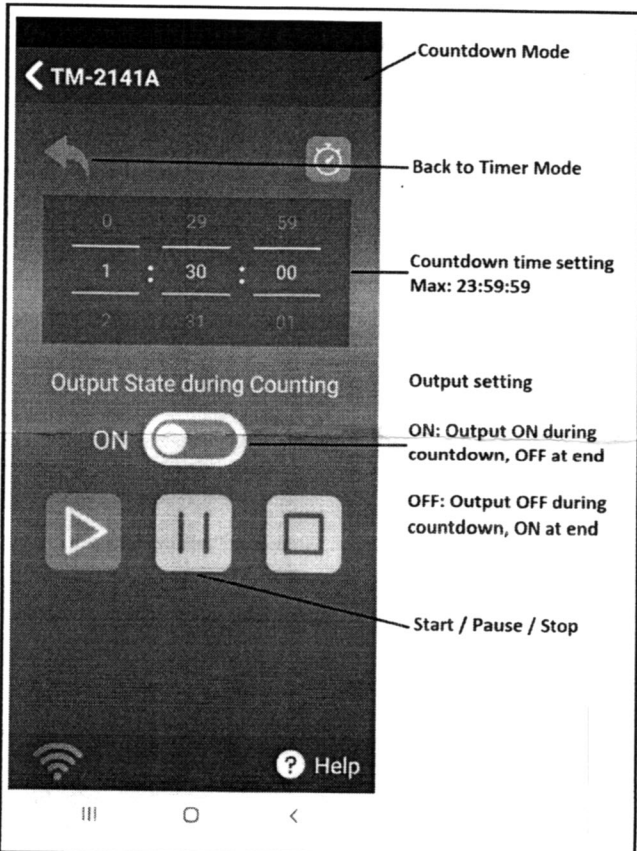 Countdown Mode
TM-2141A
Back to Timer Mode
0 29 59
1 : 30 : 00
2 31 01
Countdown time setting
Max: 23:59:59
Output State during Counting
Output setting
ON
ON: Output ON during
countdown, OFF at end
OFF: Output OFF during
countdown, ON at end
Start / Pause / Stop
? Help